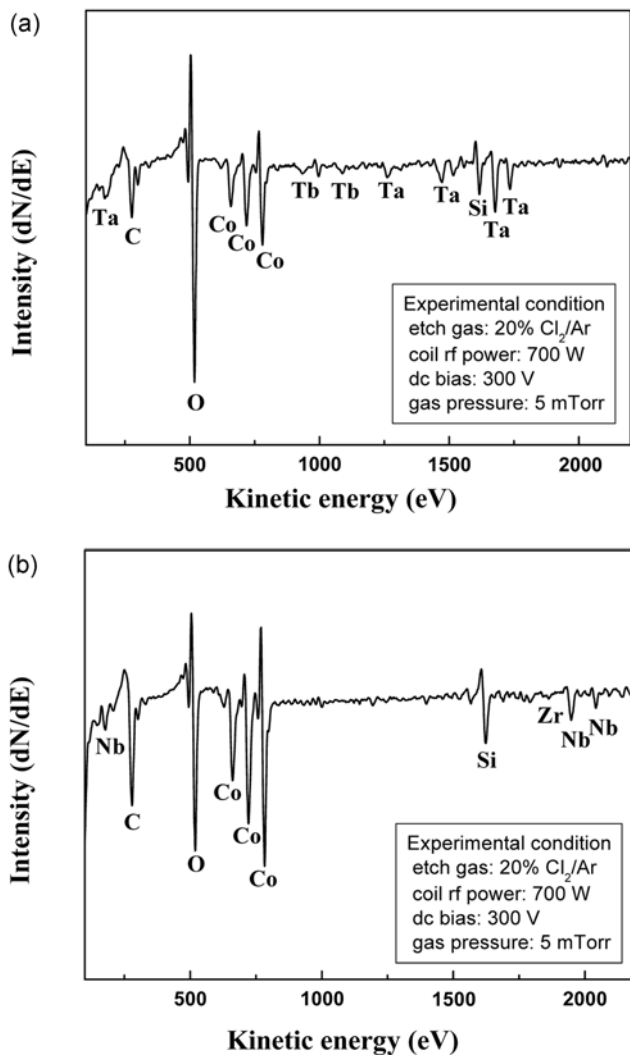 (a)
Intensity (dN/dE)
Ta
C
O
Co
Co
Co
Tb
Tb
Ta
Ta
Si
Ta
Ta
Experimental condition
etch gas: 20% Cl₂/Ar
coil rf power: 700 W
dc bias: 300 V
gas pressure: 5 mTorr
500 1000 1500 2000
Kinetic energy (eV)
(b)
Intensity (dN/dE)
Nb
C
O
Co
Co
Co
Si
Zr
Nb
Nb
Experimental condition
etch gas: 20% Cl₂/Ar
coil rf power: 700 W
dc bias: 300 V
gas pressure: 5 mTorr
500 1000 1500 2000
Kinetic energy (eV)